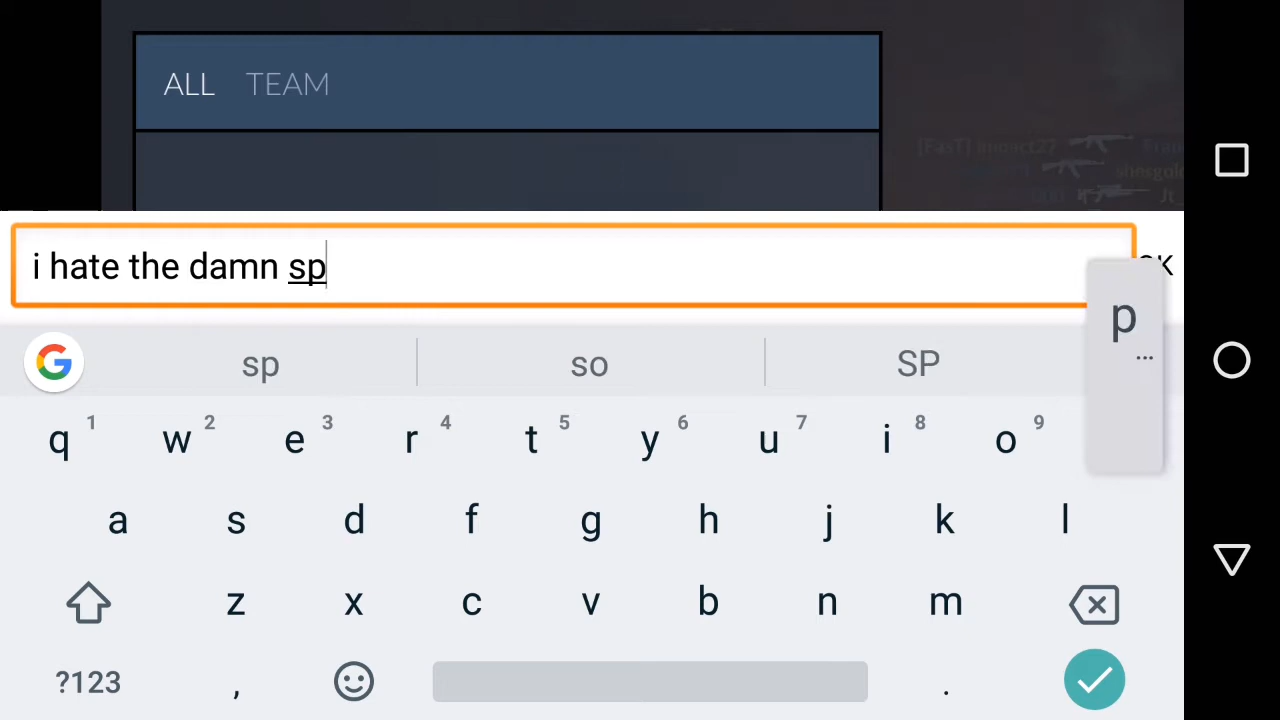 ALL TEAM
[FasT]
i hate the damn sp
p
...
sp so SP
q 1 w 2 e 3 r 4 t 5 y 6 u 7 i 8 o 9
a s d f g h j k l
z x c v b n m
?123 , .